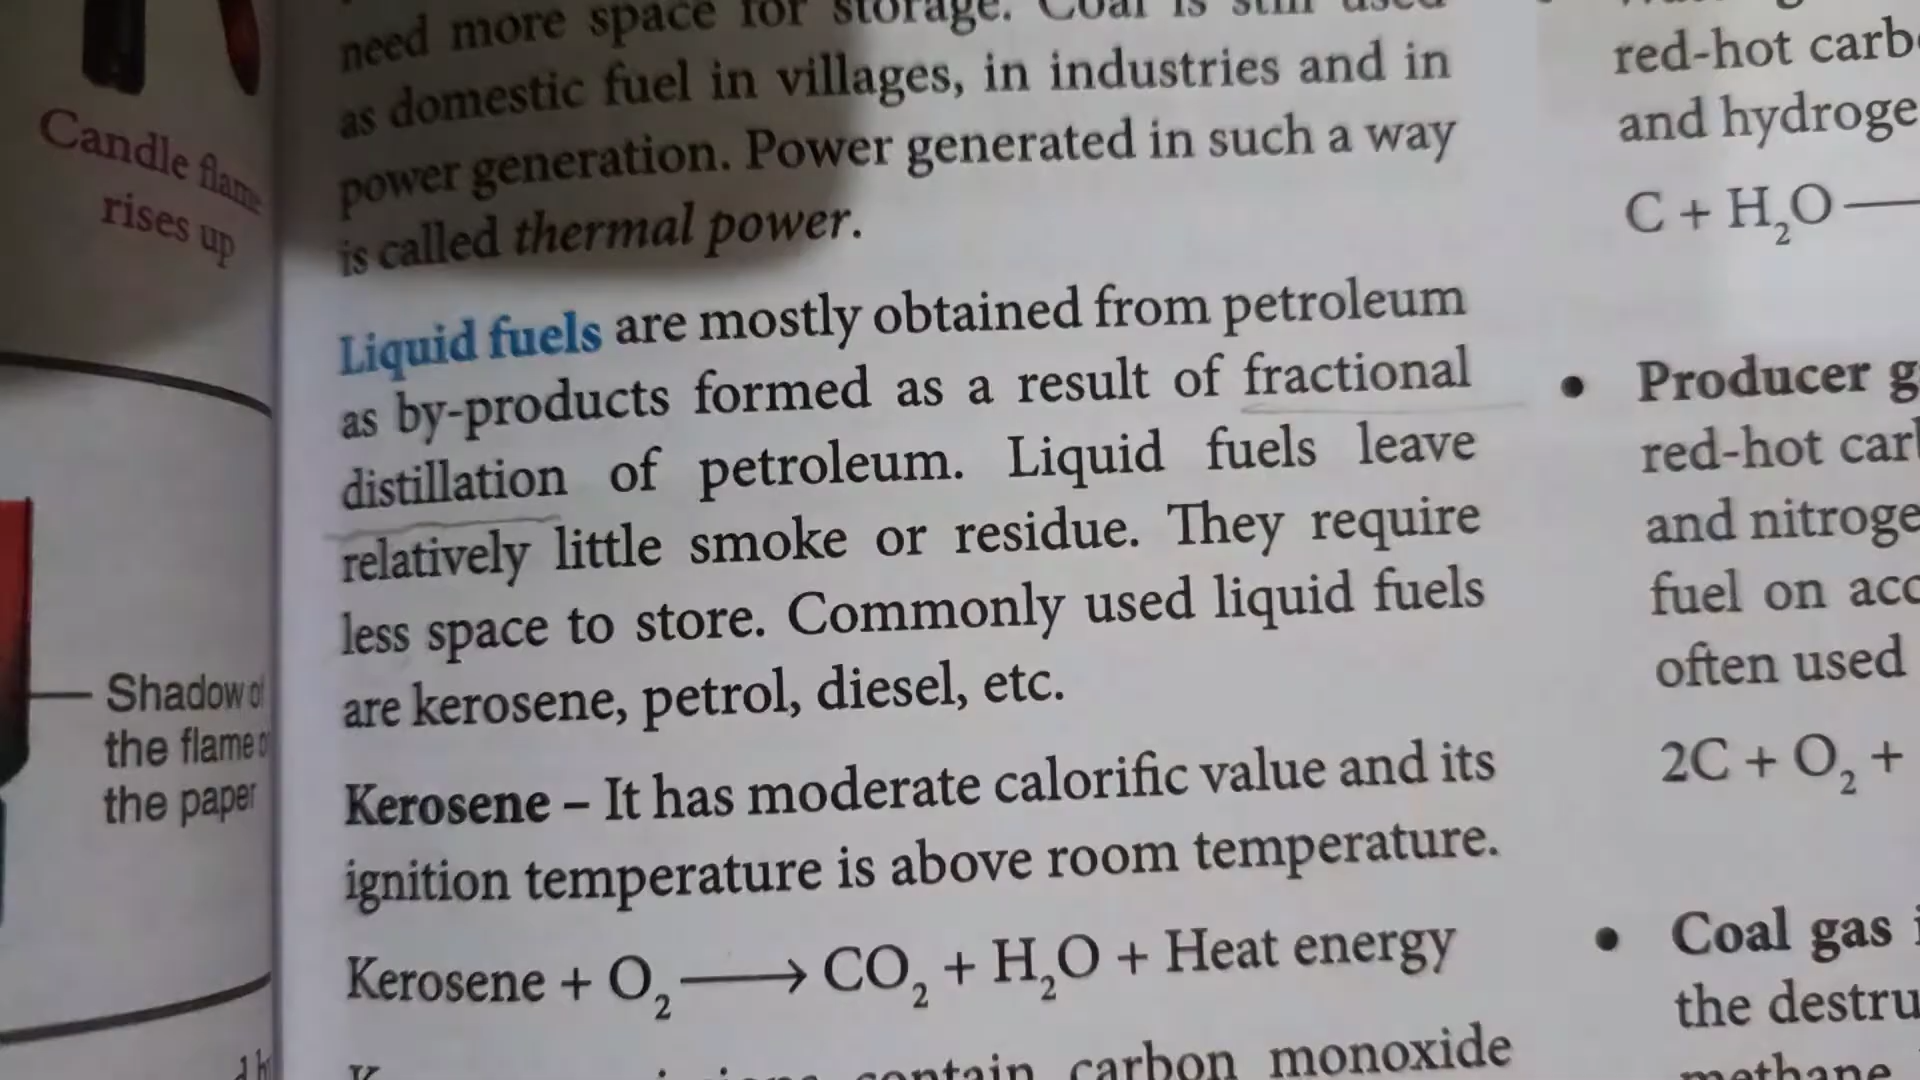 Candle flame
rises up
Shadow of
the flame
the paper
need more space for storage. Coal is still used
as domestic fuel in villages, in industries and in
power generation. Power generated in such a way
is called thermal power.
Liquid fuels are mostly obtained from petroleum
as by-products formed as a result of fractional
distillation of petroleum. Liquid fuels leave
relatively little smoke or residue. They require
less space to store. Commonly used liquid fuels
are kerosene, petrol, diesel, etc.
Kerosene – It has moderate calorific value and its
ignition temperature is above room temperature.
Kerosene + O₂ ⟶ CO₂ + H₂O + Heat energy
contain carbon monoxide
red-hot
and
C + H₂O
• Producer
red-hot
and
fuel on
often used
2C + O₂ +
• Coal gas
the
methane